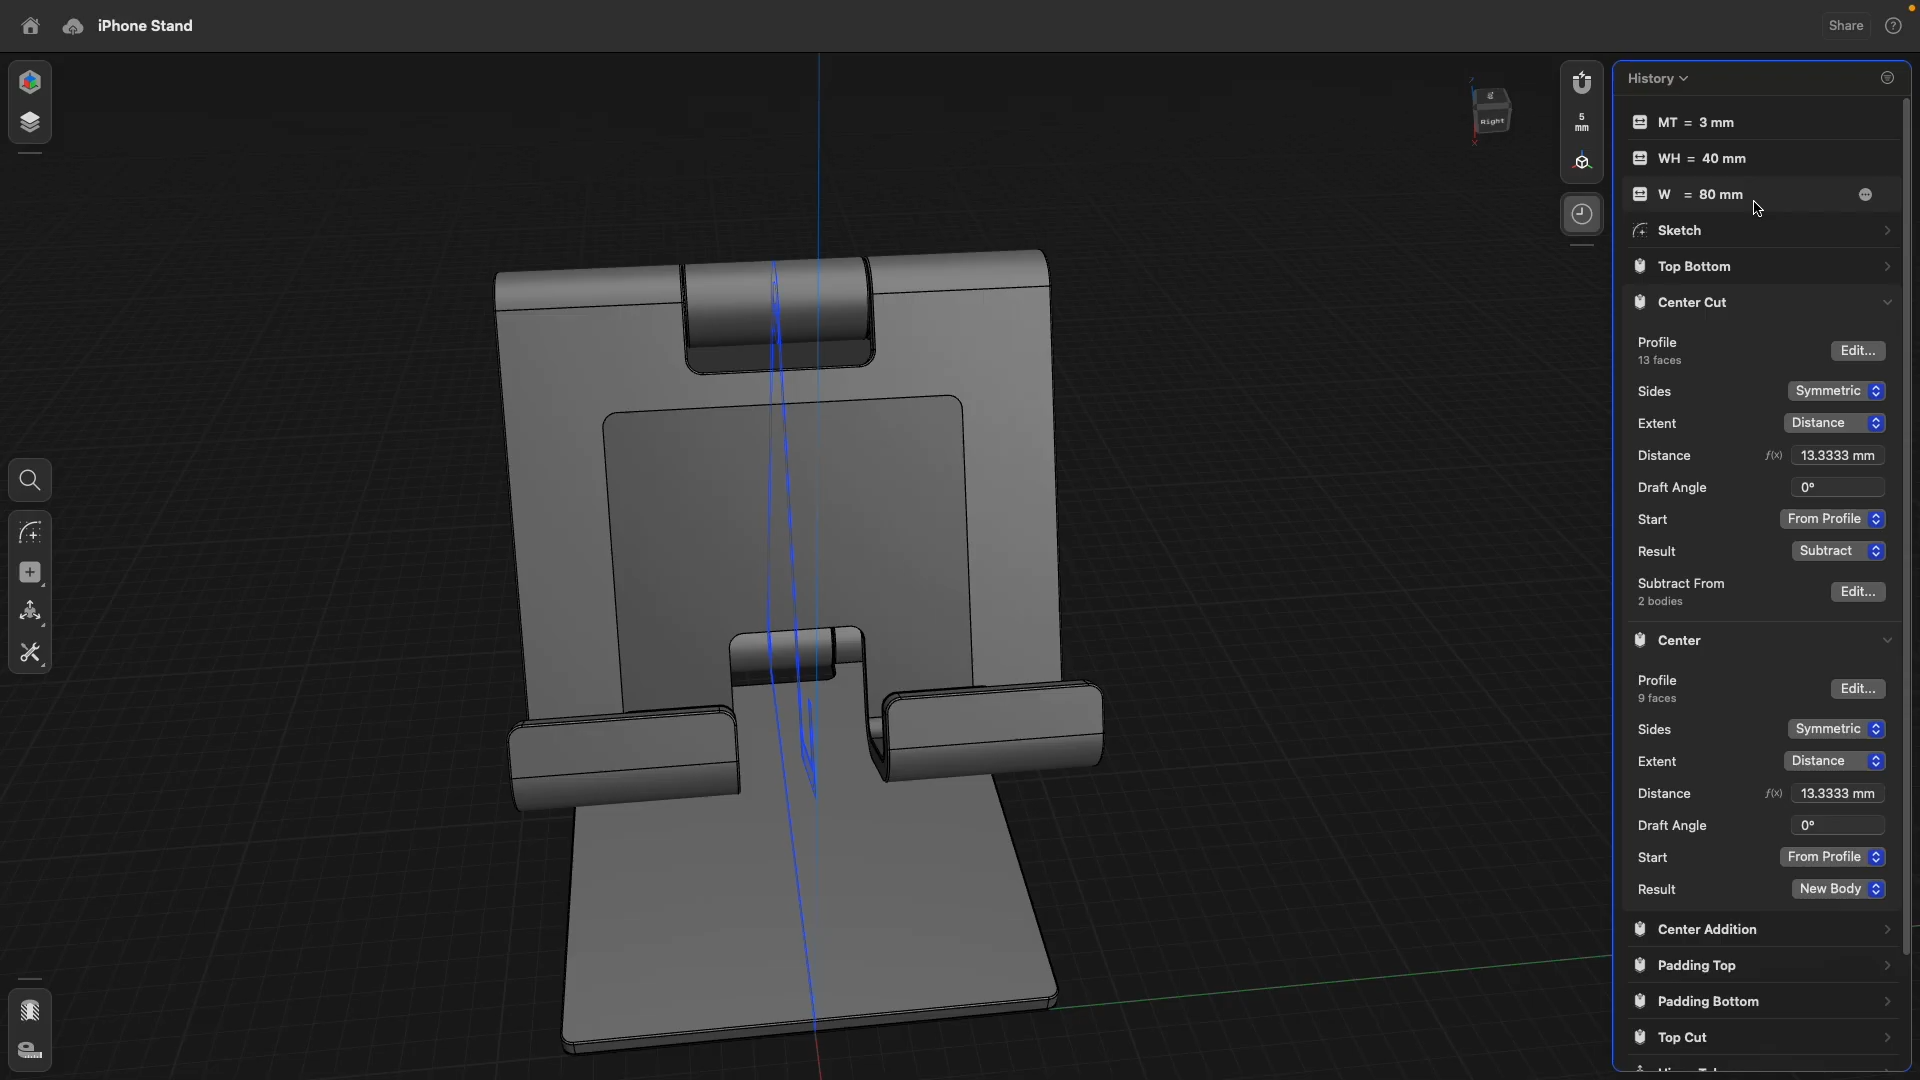 iPhone Stand
Share
?
History
5
mm
Right
MT = 3 mm
WH = 40 mm
W = 80 mm
Sketch
Top Bottom
Center Cut
Profile
13 faces
Edit...
Sides
Symmetric
Extent
Distance
Distance
f(x)
13.3333 mm
Draft Angle
0°
Start
From Profile
Result
Subtract
Subtract From
2 bodies
Edit...
Center
Profile
9 faces
Edit...
Sides
Symmetric
Extent
Distance
Distance
f(x)
13.3333 mm
Draft Angle
0°
Start
From Profile
Result
New Body
Center Addition
Padding Top
Padding Bottom
Top Cut